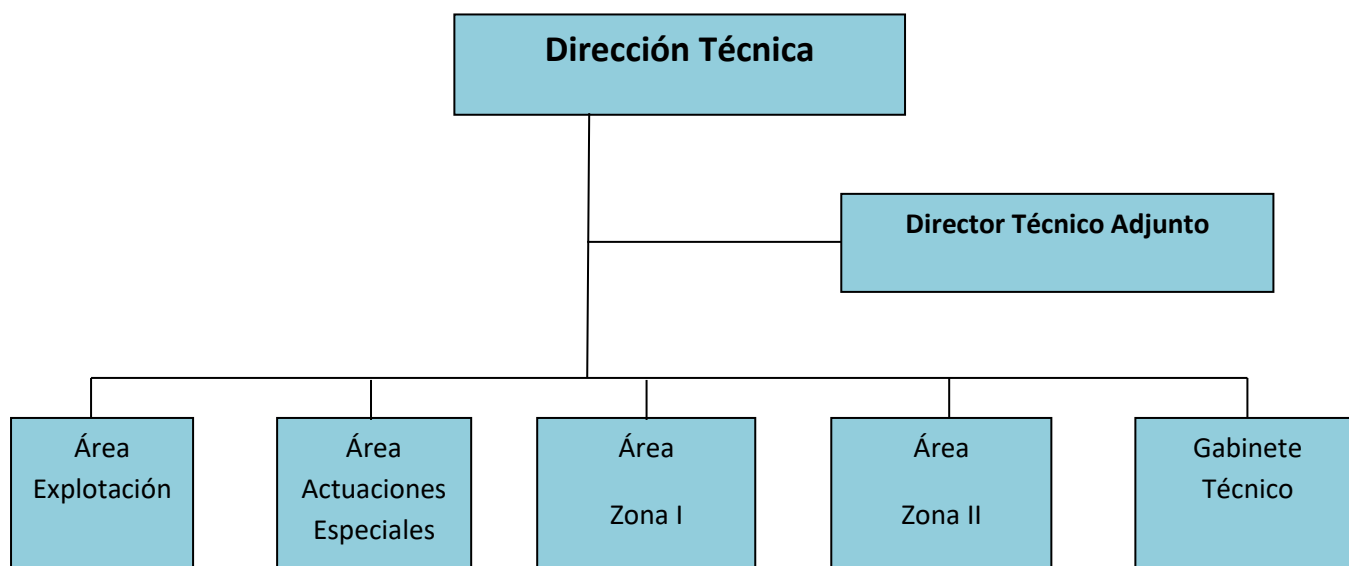 Dirección Técnica
Director Técnico Adjunto
Área
Explotación
Área
Actuaciones
Especiales
Área
Zona I
Área
Zona II
Gabinete
Técnico